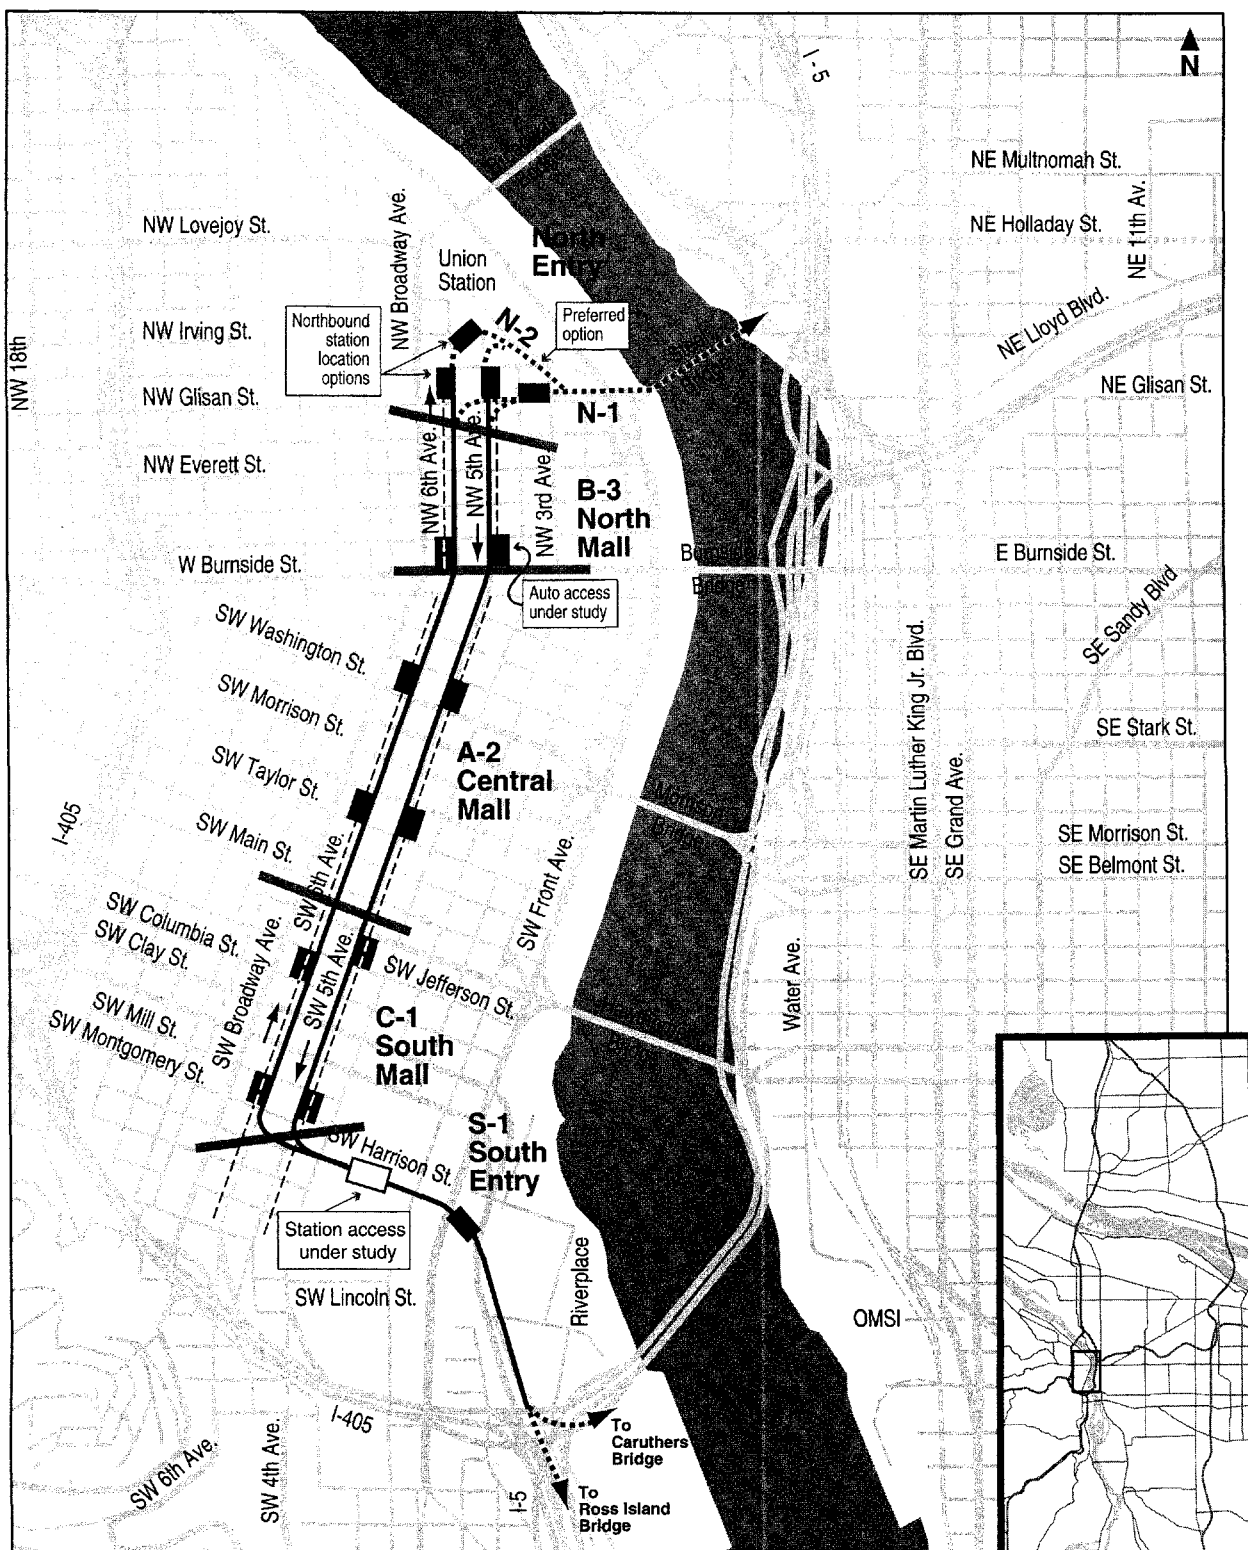 N
I-5
NE Multnomah St.
NE Holladay St.
NE 11th Av.
NE Lloyd Blvd.
NE Glisan St.
NW Lovejoy St.
NW Broadway Ave.
Union
Station
North
Entry
NW Irving St.
Northbound
station
location
options
N-2
Preferred
option
NW 18th
NW Glisan St.
N-1
NW Everett St.
NW 6th Ave.
NW 5th Ave.
NW 3rd Ave.
B-3
North
Mall
W Burnside St.
Burnside
Bridge
E Burnside St.
Auto access
under study
SE Sandy Blvd
SW Washington St.
SW Morrison St.
SE Martin Luther King Jr. Blvd.
SE Grand Ave.
SE Stark St.
SW Taylor St.
A-2
Central
Mall
Morrison
Bridge
I-405
SW Main St.
SE Morrison St.
SE Belmont St.
SW 6th Ave.
SW Front Ave.
SW Columbia St.
SW Clay St.
SW Broadway Ave.
SW 5th Ave.
SW Jefferson St.
Water Ave.
SW Mill St.
SW Montgomery St.
C-1
South
Mall
S-1
South
Entry
SW Harrison St.
Station access
under study
Riverplace
SW Lincoln St.
OMSI
I-405
To
Caruthers
Bridge
SW 6th Ave.
SW 4th Ave.
I-5
To
Ross Island
Bridge